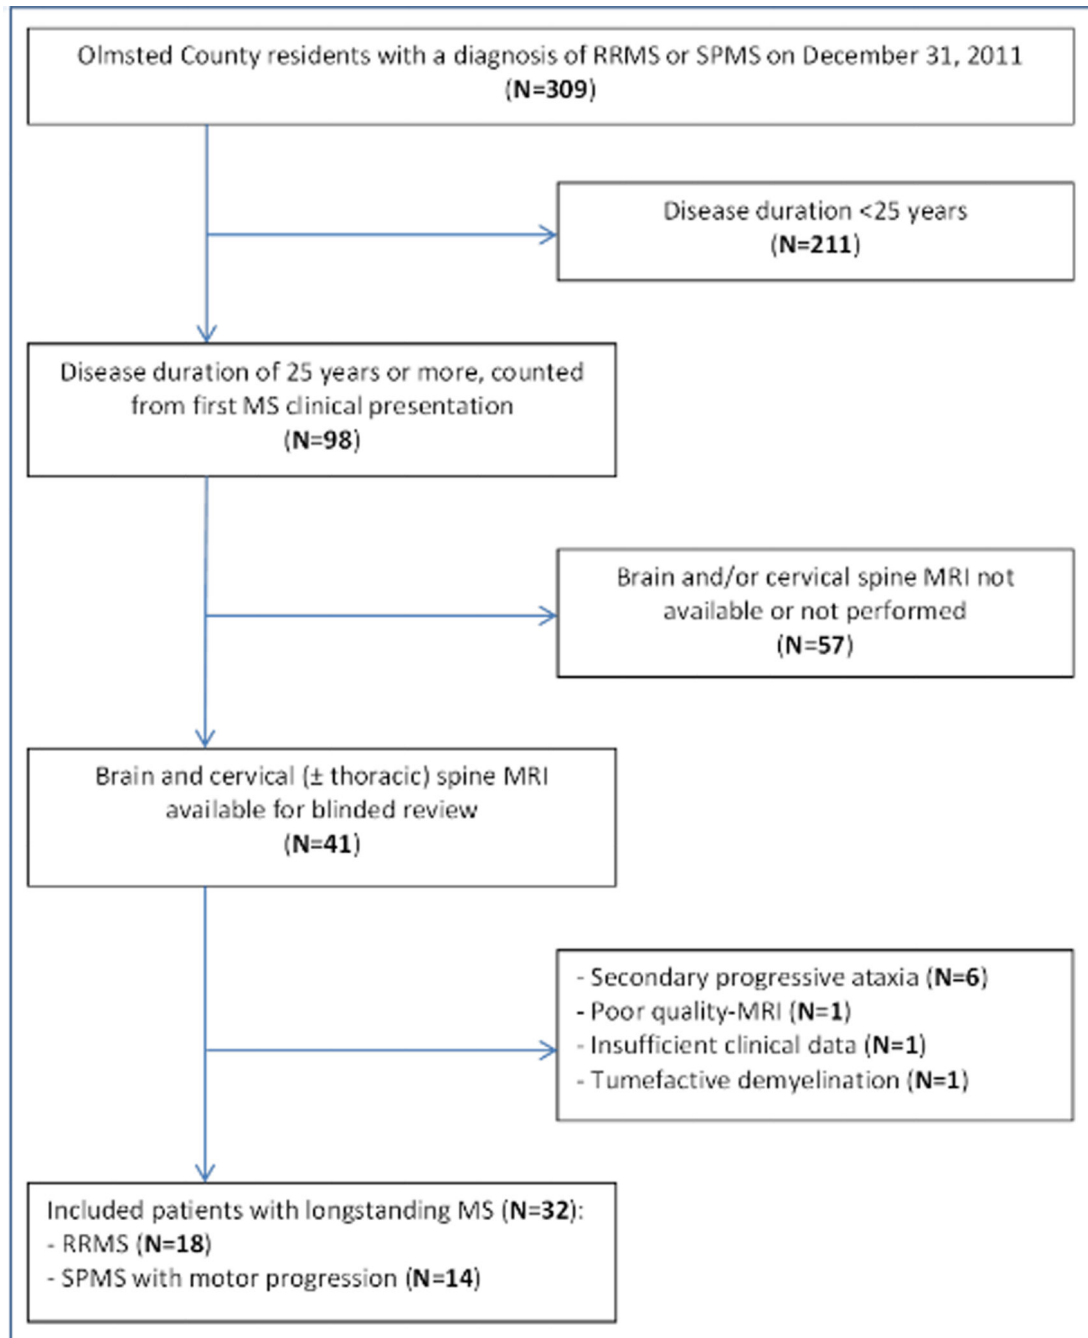 Olmsted County residents with a diagnosis of RRMS or SPMS on December 31, 2011
(N=309)
Disease duration <25 years
(N=211)
Disease duration of 25 years or more, counted
from first MS clinical presentation
(N=98)
Brain and/or cervical spine MRI not
available or not performed
(N=57)
Brain and cervical (± thoracic) spine MRI
available for blinded review
(N=41)
- Secondary progressive ataxia (N=6)
- Poor quality-MRI (N=1)
- Insufficient clinical data (N=1)
- Tumefactive demyelination (N=1)
Included patients with longstanding MS (N=32):
- RRMS (N=18)
- SPMS with motor progression (N=14)